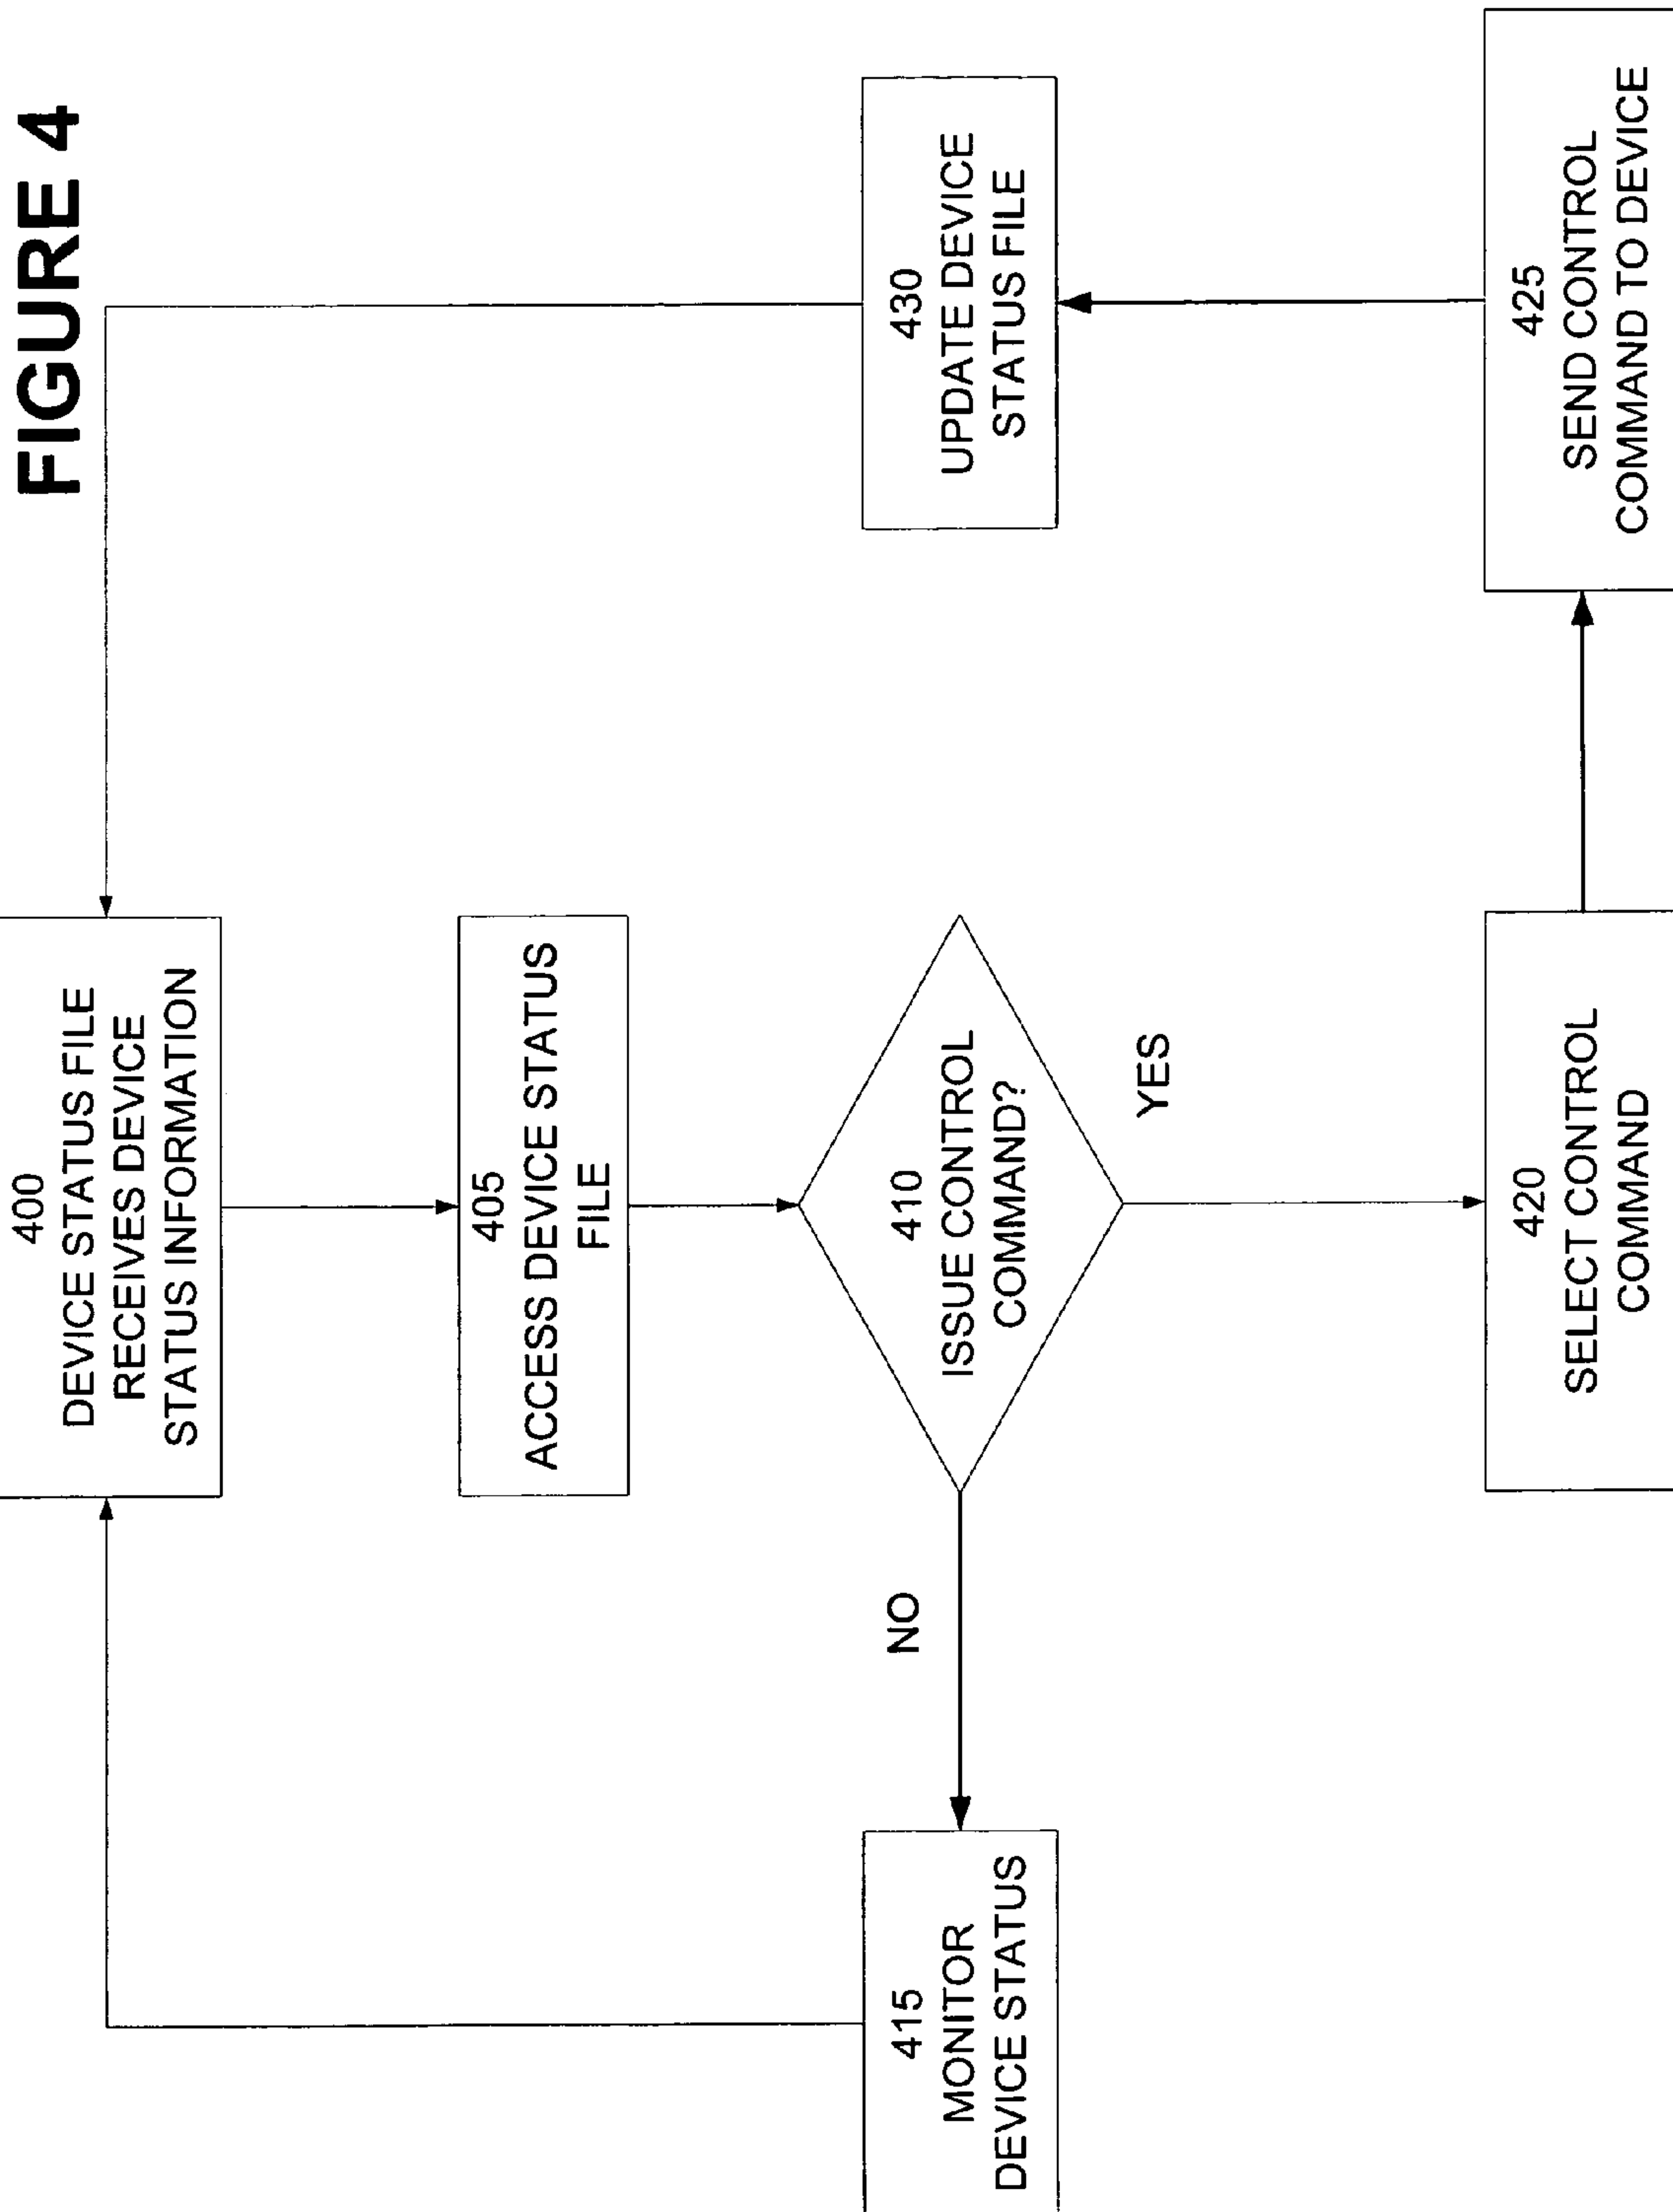 FIGURE 4
400
DEVICE STATUS FILE
RECEIVES DEVICE
STATUS INFORMATION
405
ACCESS DEVICE STATUS
FILE
410
ISSUE CONTROL
COMMAND?
NO
YES
415
MONITOR
DEVICE STATUS
420
SELECT CONTROL
COMMAND
425
SEND CONTROL
COMMAND TO DEVICE
430
UPDATE DEVICE
STATUS FILE